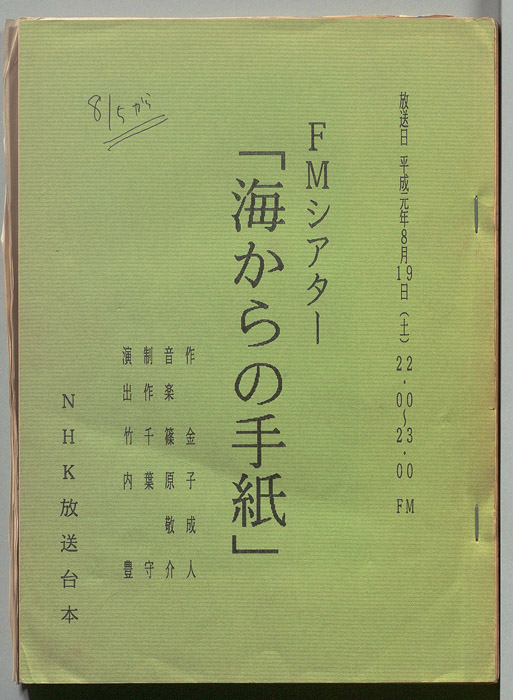 放送日 平成元年8月19日（土）22．00～23．00 FM
FMシアター
「海からの手紙」
作 金子成人
音楽 篠原敬介
制作 千葉守
演出 竹内豊
NHK放送台本
8/5から